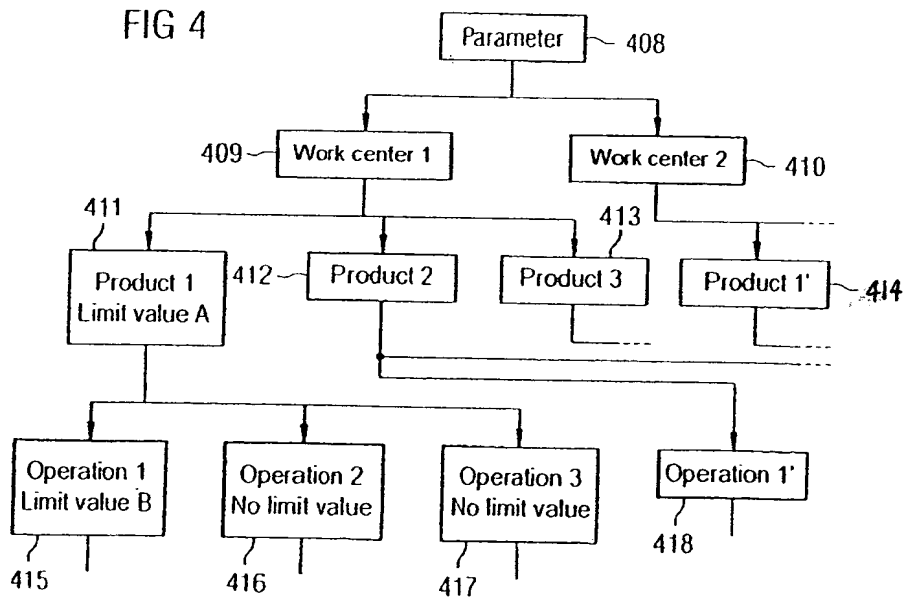 FIG 4
Parameter
408
409
Work center 1
Work center 2
410
411
413
Product 1
Limit value A
412
Product 2
Product 3
Product 1'
414
Operation 1
Limit value B
Operation 2
No limit value
Operation 3
No limit value
Operation 1'
415
416
417
418